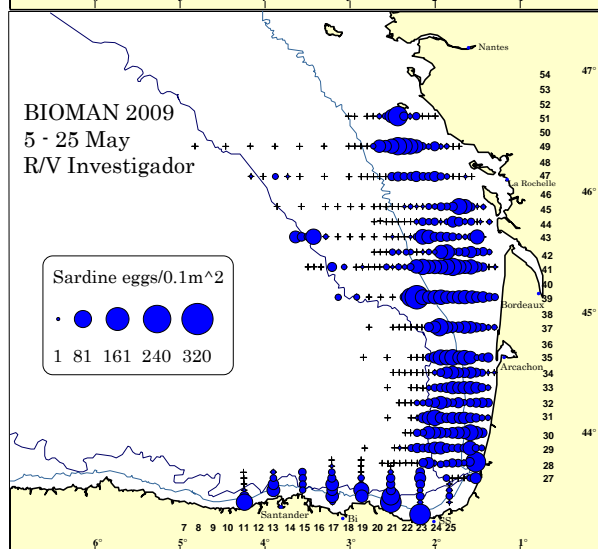 Nantes
47°
54
53
52
51
50
49
48
47
46
45
44
43
42
41
40
39
38
37
36
35
34
33
32
31
30
29
28
27
BIOMAN 2009
5 - 25 May
R/V Investigador
La Rochelle
46°
Sardine eggs/0.1m^2
1 81 161 240 320
Bordeaux
45°
Arcachon
44°
Santander
Bi
SS
7 8 9 10 11 12 13 14 15 16 17 18 19 20 21 22 23 24 25
6° 5° 4° 3° 2° 1°